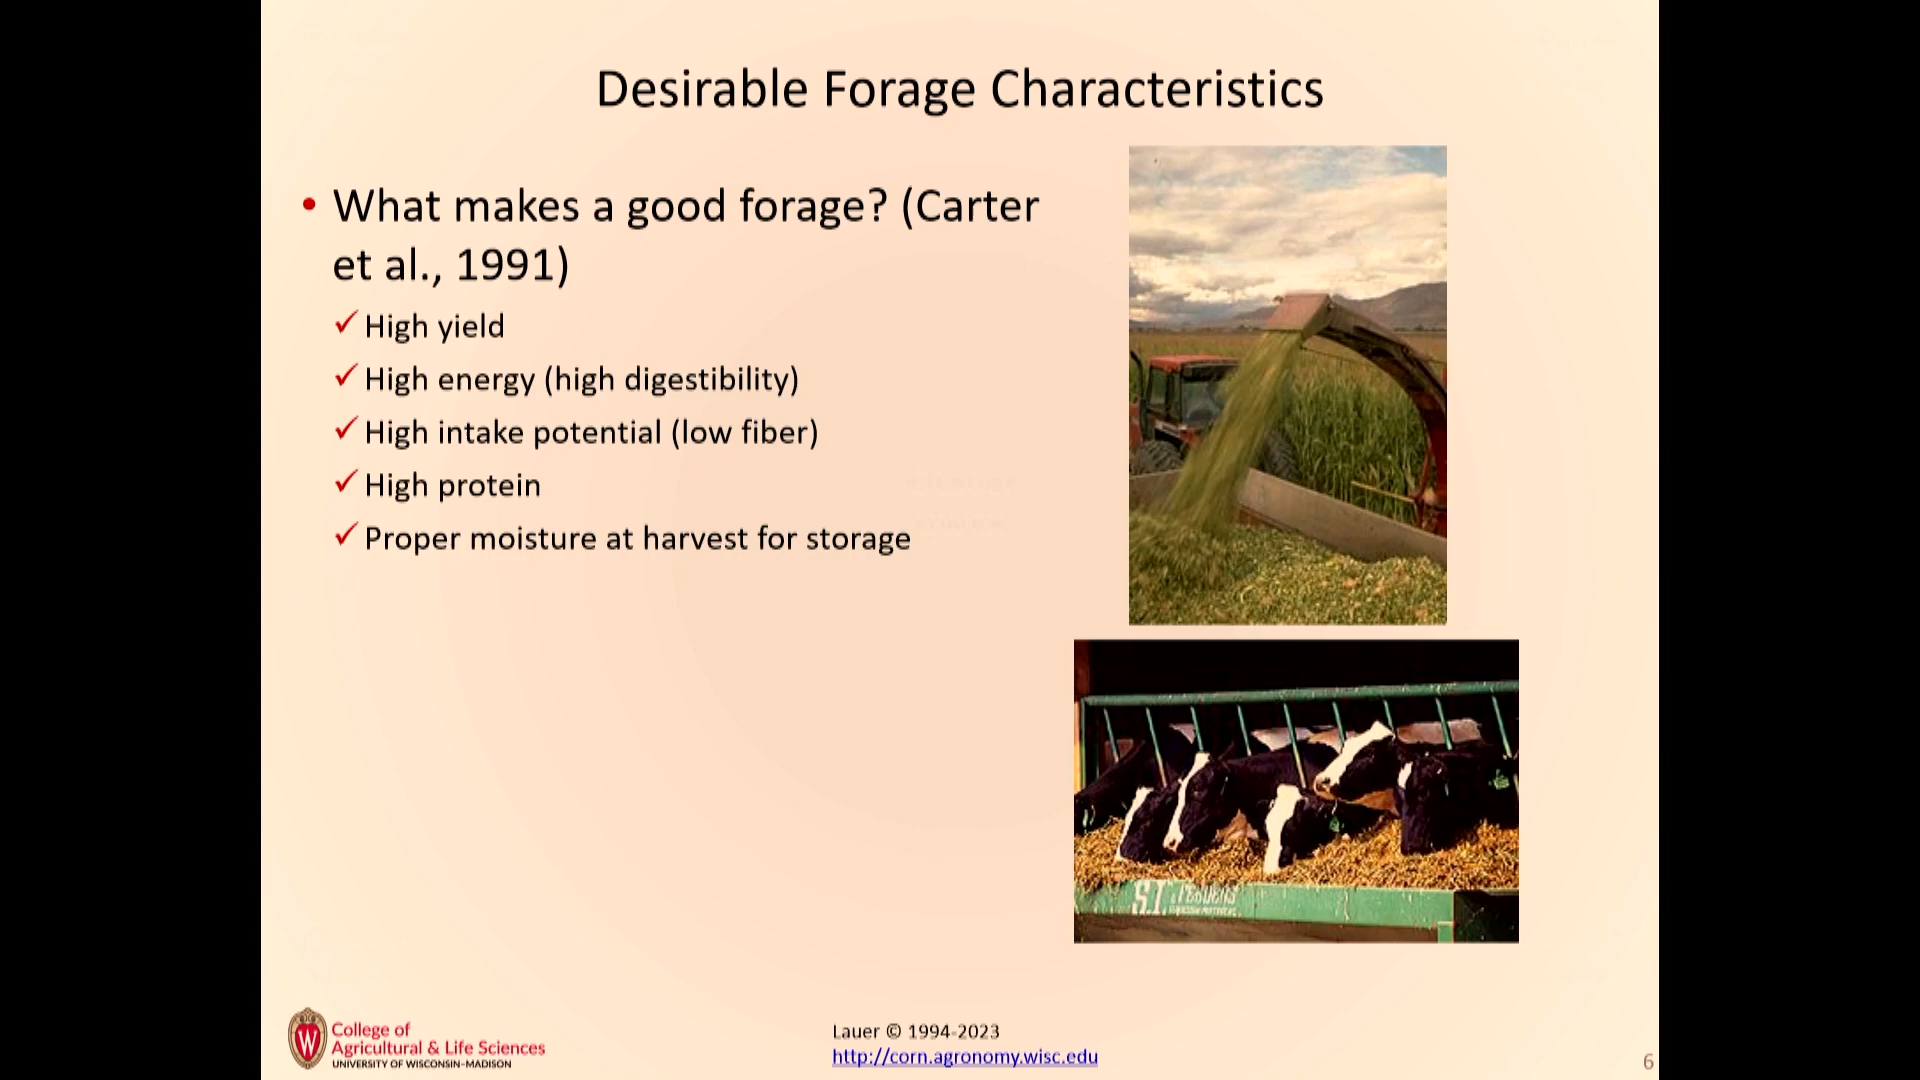 Desirable Forage Characteristics
• What makes a good forage? (Carter
et al., 1991)
✓ High yield
✓ High energy (high digestibility)
✓ High intake potential (low fiber)
✓ High protein
✓ Proper moisture at harvest for storage
S.I.
W
College of
Agricultural & Life Sciences
UNIVERSITY OF WISCONSIN-MADISON
Lauer © 1994-2023
http://corn.agronomy.wisc.edu
6